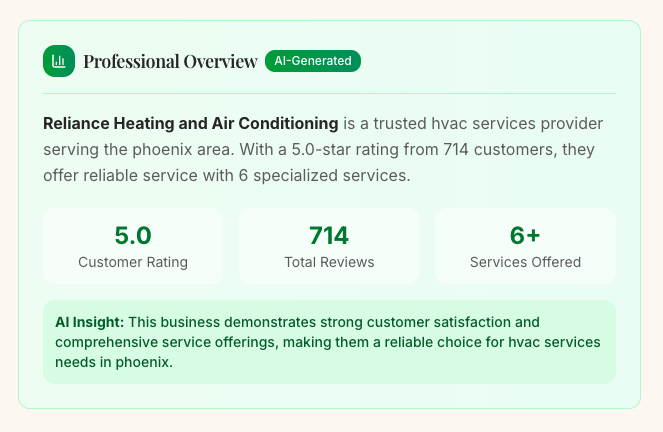 Professional Overview AI-Generated
Reliance Heating and Air Conditioning is a trusted hvac services provider
serving the phoenix area. With a 5.0-star rating from 714 customers, they
offer reliable service with 6 specialized services.
5.0 714 6+
Customer Rating Total Reviews Services Offered
AI Insight: This business demonstrates strong customer satisfaction and
comprehensive service offerings, making them a reliable choice for hvac services
needs in phoenix.